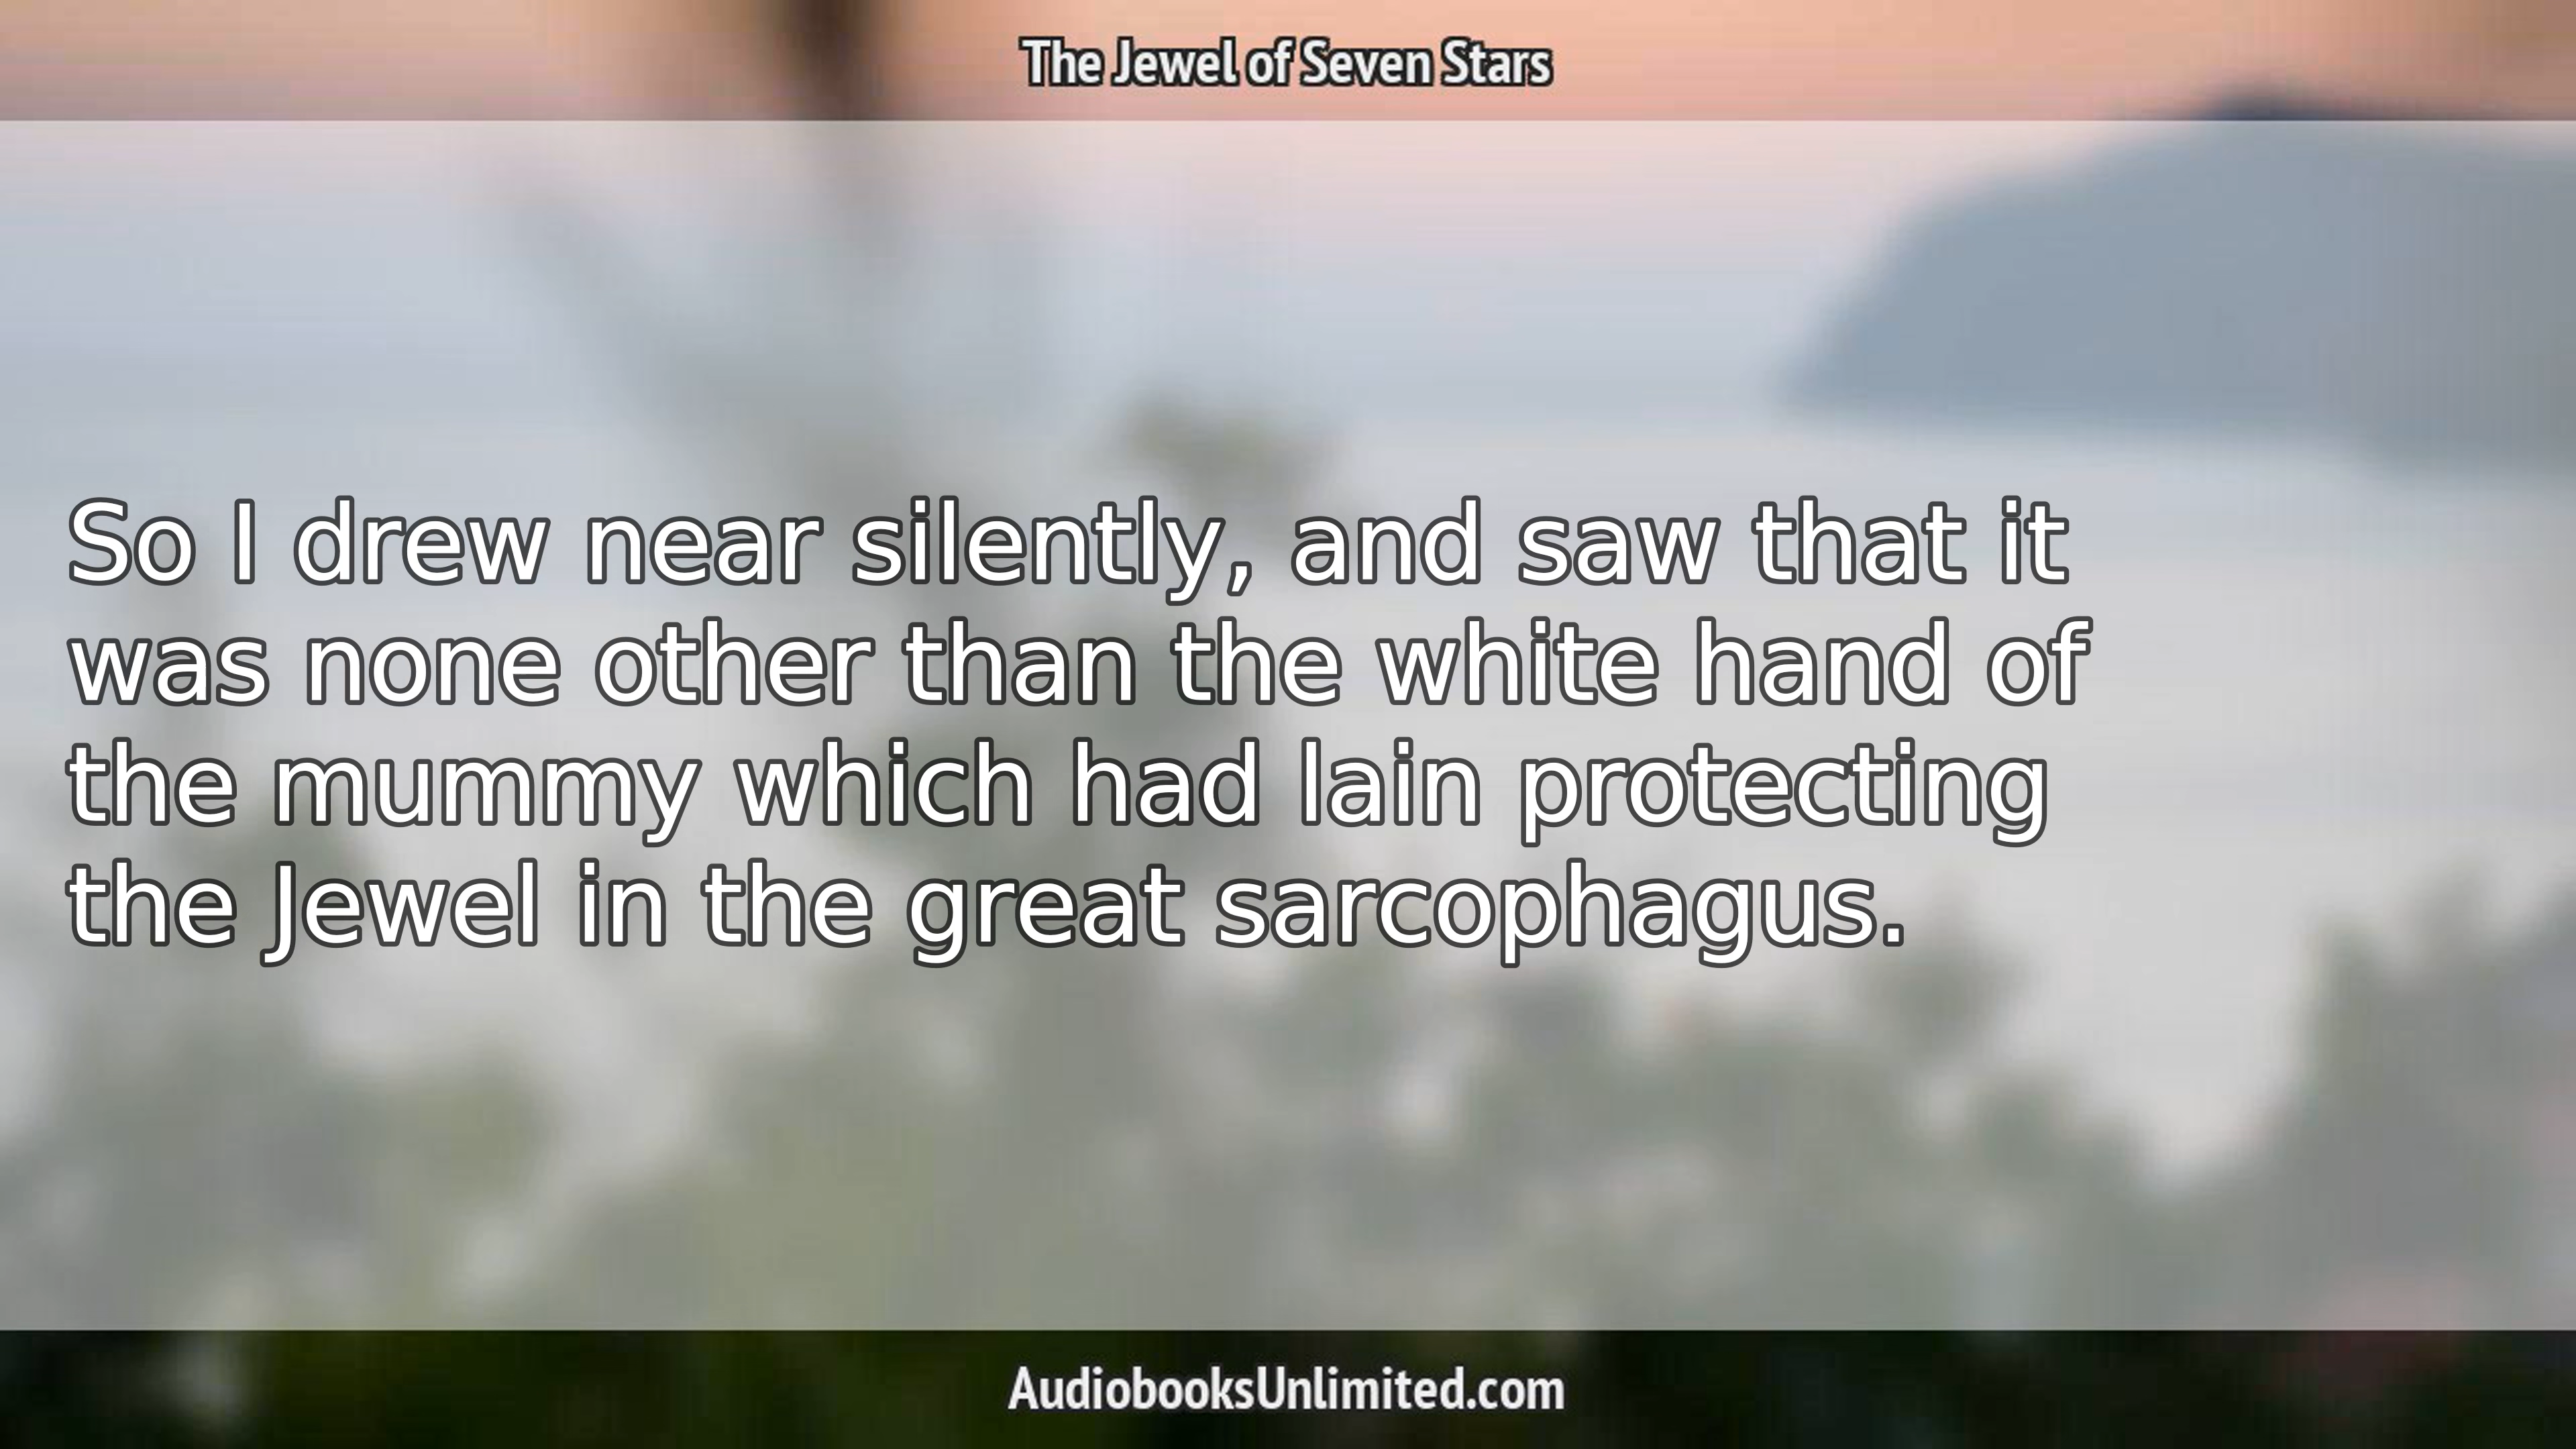 The Jewel of Seven Stars
So I drew near silently, and saw that it
was none other than the white hand of
the mummy which had lain protecting
the Jewel in the great sarcophagus.
AudiobooksUnlimited.com